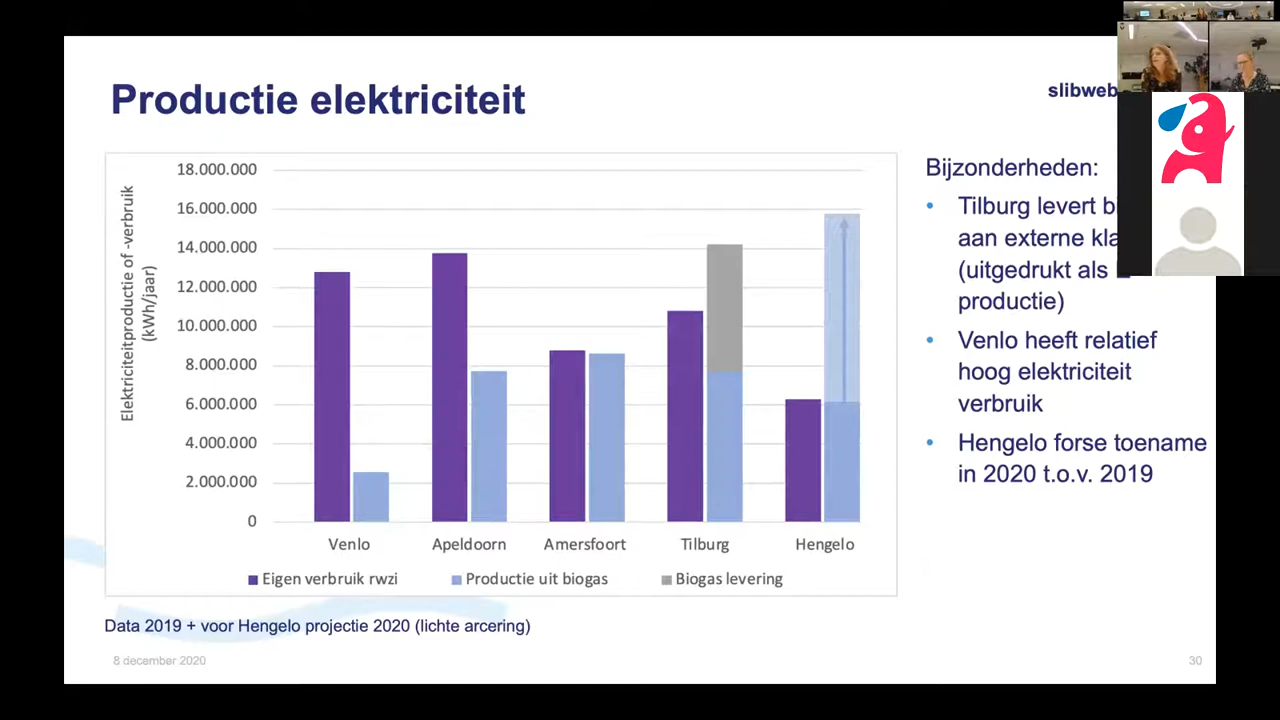 Productie elektriciteit
slibweb
18.000.000
16.000.000
14.000.000
12.000.000
10.000.000
8.000.000
6.000.000
4.000.000
2.000.000
0
Elektriciteitproductie of -verbruik
(kWh/jaar)
Venlo Apeldoorn Amersfoort Tilburg Hengelo
Eigen verbruik rwzi Productie uit biogas Biogas levering
Bijzonderheden:
• Tilburg levert b
aan externe kla
(uitgedrukt als
productie)
• Venlo heeft relatief
hoog elektriciteit
verbruik
• Hengelo forse toename
in 2020 t.o.v. 2019
Data 2019 + voor Hengelo projectie 2020 (lichte arcering)
8 december 2020
30